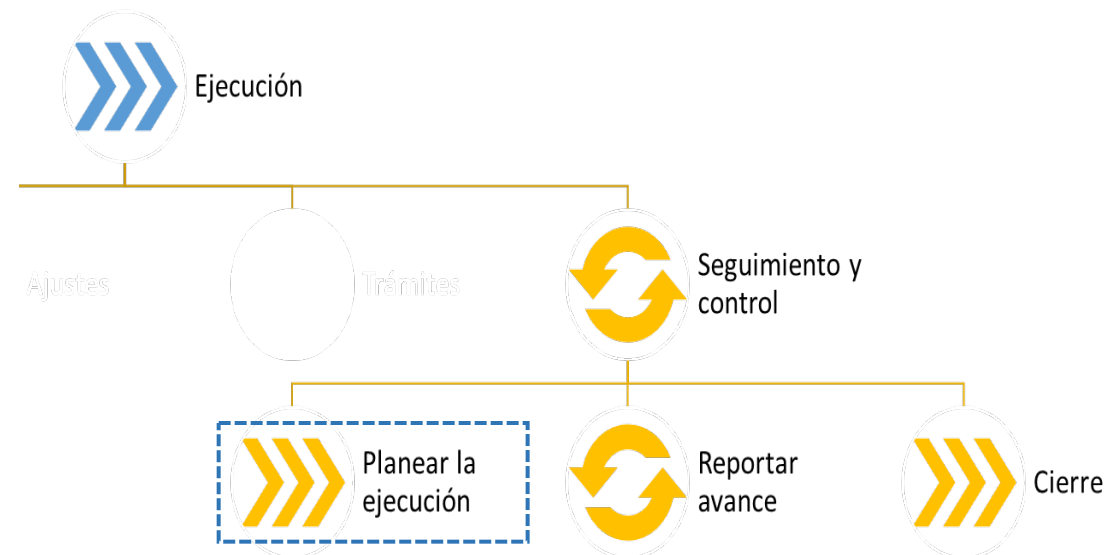 Ejecución
Ajustes
Trámites
Seguimiento y
control
Planear la
ejecución
Reportar
avance
Cierre